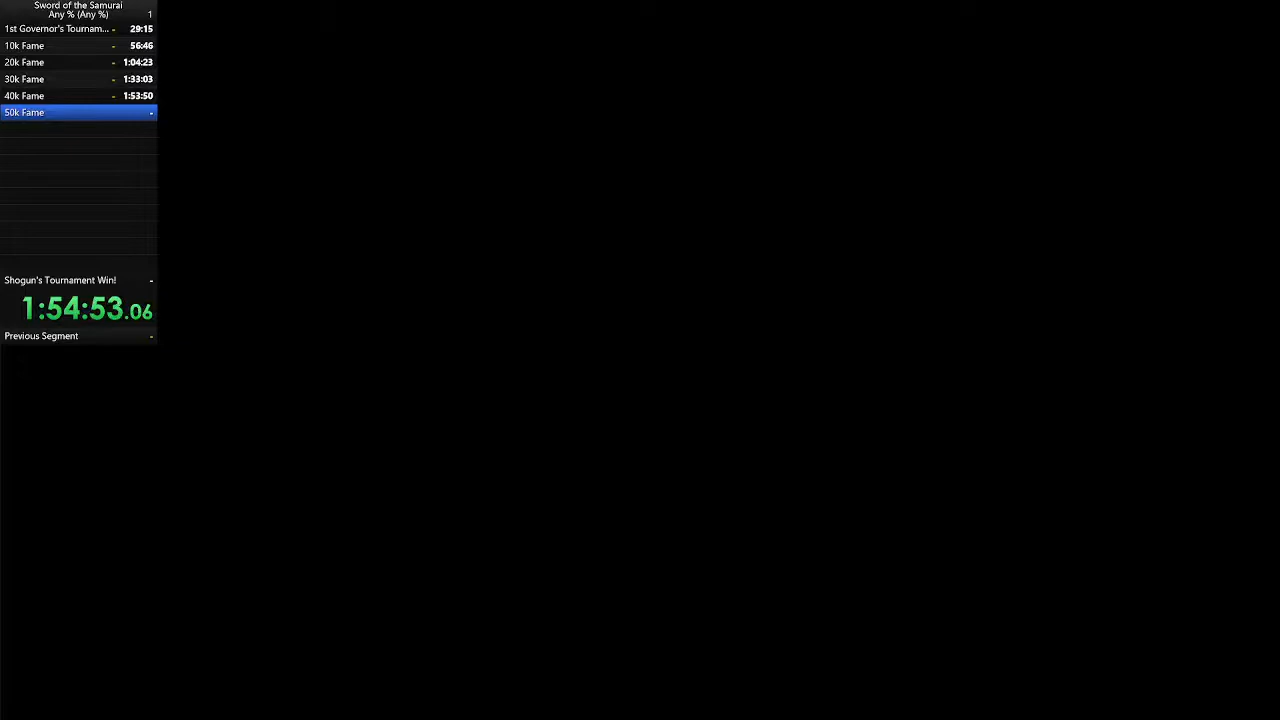 Sword of the Samurai
Any % (Any %) 1
1st Governor's Tournam... - 29:15
10k Fame - 56:46
20k Fame - 1:04:23
30k Fame - 1:33:03
40k Fame - 1:53:50
50k Fame -
Shogun's Tournament Win! -
1:54:53.06
Previous Segment -